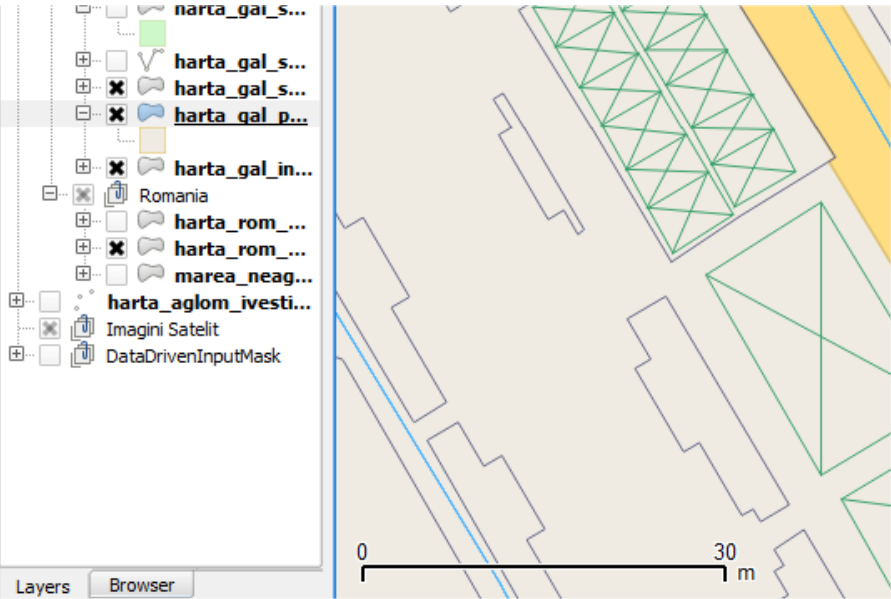 harta_gal_s...
harta_gal_s...
harta_gal_s...
harta_gal_p...
harta_gal_in...
Romania
harta_rom_...
harta_rom_...
marea_neag...
harta_aglom_ivesti...
Imagini Satelit
DataDrivenInputMask
0 30
m
Layers Browser